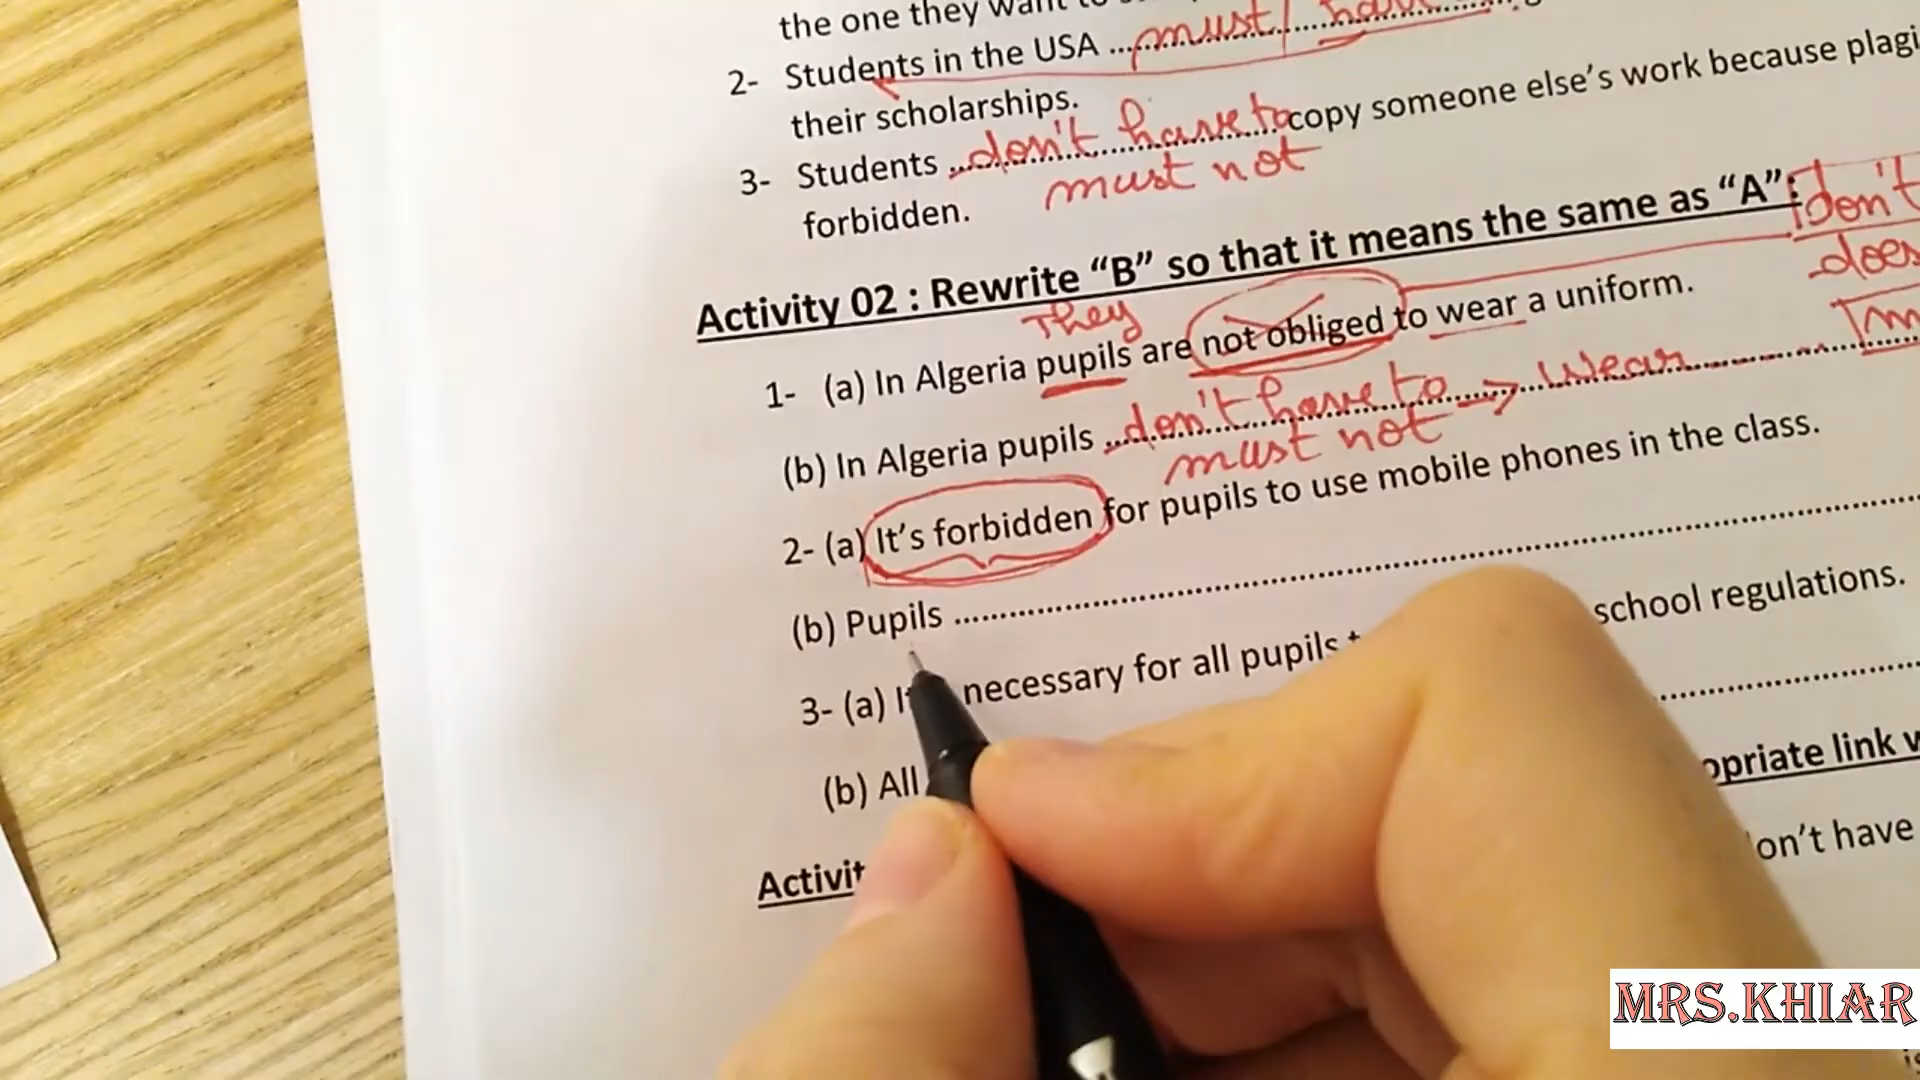 the one they want to
2- Students in the USA ... must / have
their scholarships.
3- Students ... don't have to copy someone else's work because plagi
must not
forbidden.
Activity 02 : Rewrite “B” so that it means the same as “A”:
don't
does
They
1- (a) In Algeria pupils are not obliged to wear a uniform.
(b) In Algeria pupils ... don't have to → wear
must not
2- (a) It's forbidden for pupils to use mobile phones in the class.
(b) Pupils ...
3- (a) necessary for all pupils school regulations.
(b) All
opriate link w
Activit
on't have
MRS.KHIAR